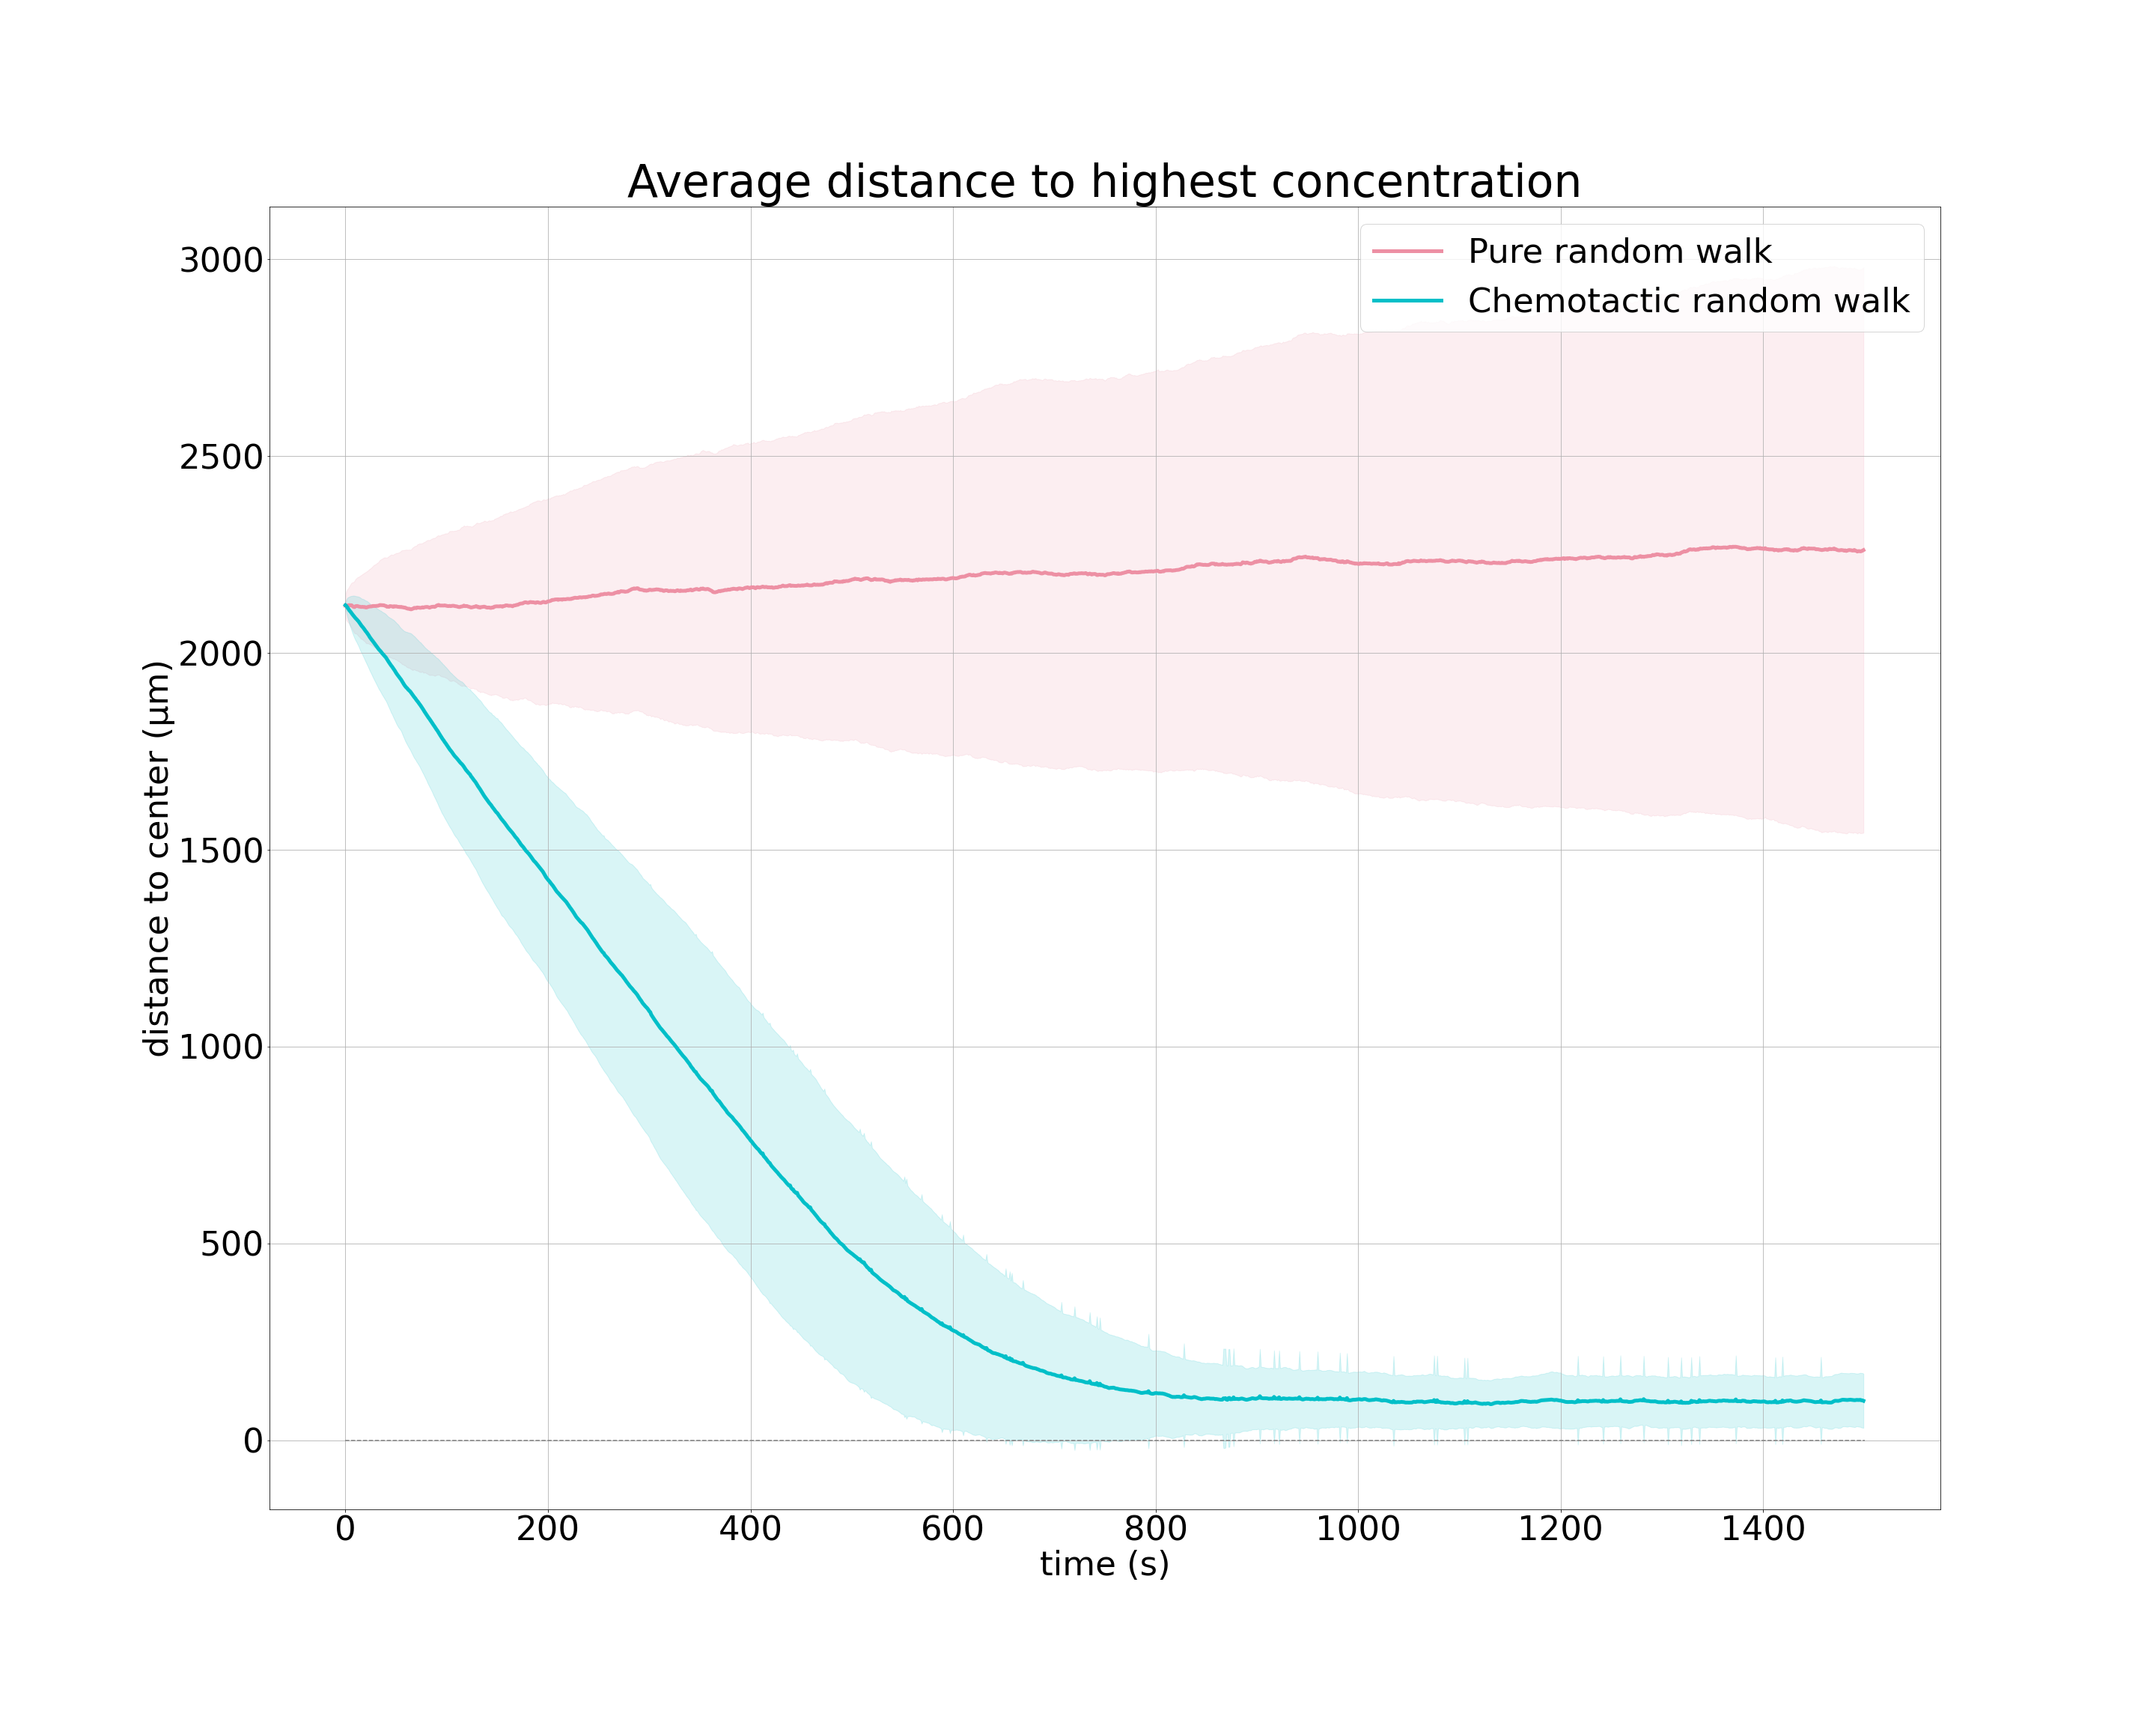 Average distance to highest concentration
Pure random walk
Chemotactic random walk
distance to center (µm)
3000
2500
2000
1500
1000
500
0
0 200 400 600 800 1000 1200 1400
time (s)